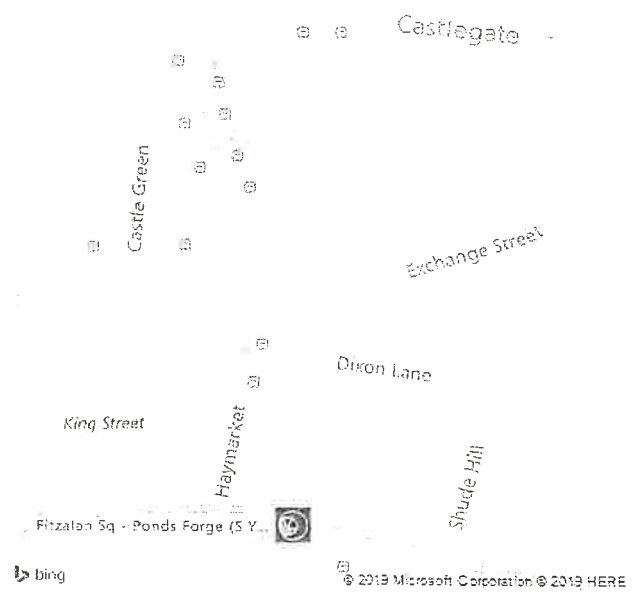 Castlegate
Castle Green
Exchange Street
Dixon Lane
King Street
Haymarket
Shude Hill
Fitzalan Sq - Ponds Forge (S Y...
bing
© 2019 Microsoft Corporation © 2019 HERE